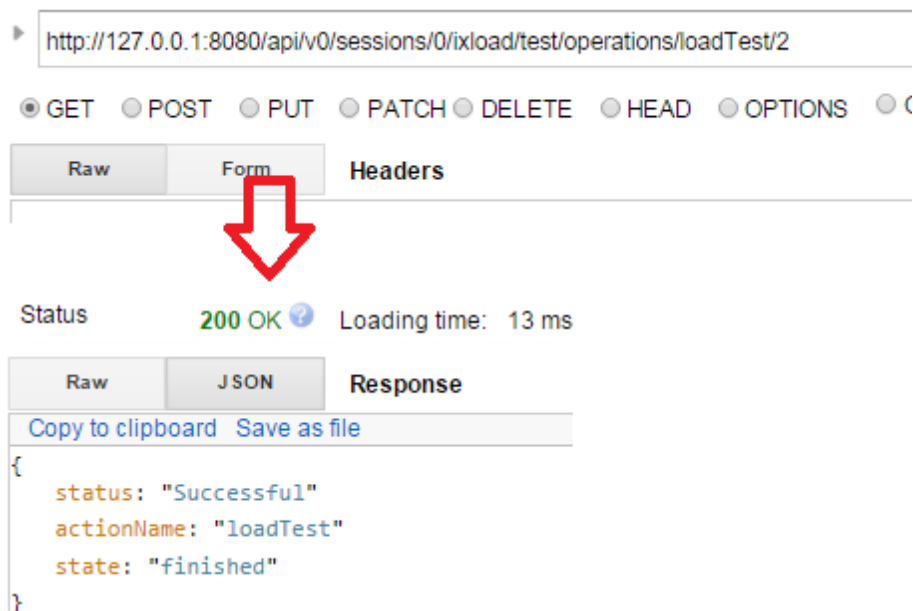 http://127.0.0.1:8080/api/v0/sessions/0/ixload/test/operations/loadTest/2
GET POST PUT PATCH DELETE HEAD OPTIONS
Raw Form Headers
Status 200 OK ? Loading time: 13 ms
Raw JSON Response
Copy to clipboard Save as file
{
status: "Successful"
actionName: "loadTest"
state: "finished"
}